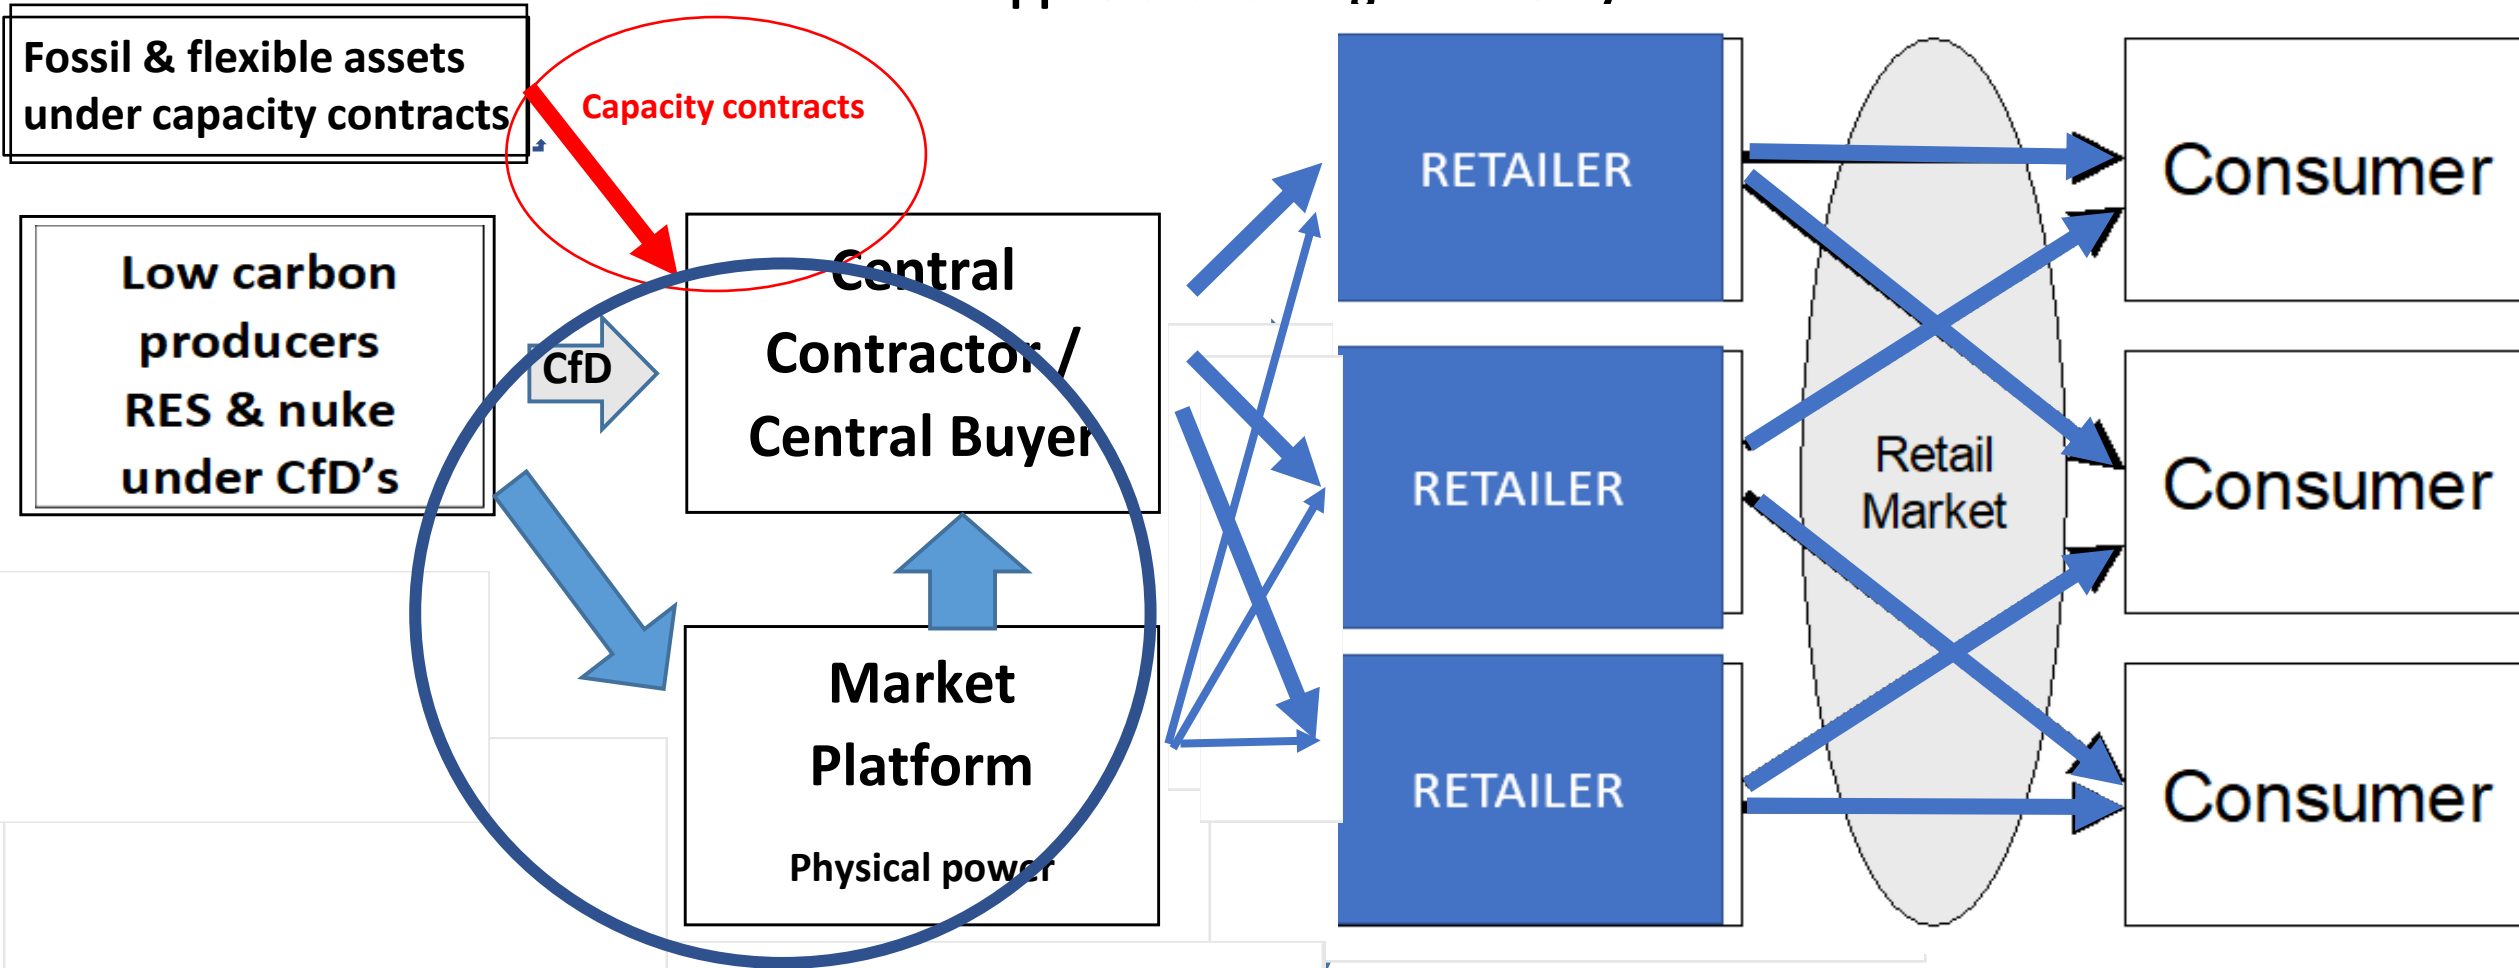 Fossil & flexible assets
under capacity contracts
Capacity contracts
Low carbon
producers
RES & nuke
under CfD's
CfD
Central
Contractor /
Central Buyer
Market
Platform
Physical power
RETAILER
RETAILER
RETAILER
Retail
Market
Consumer
Consumer
Consumer